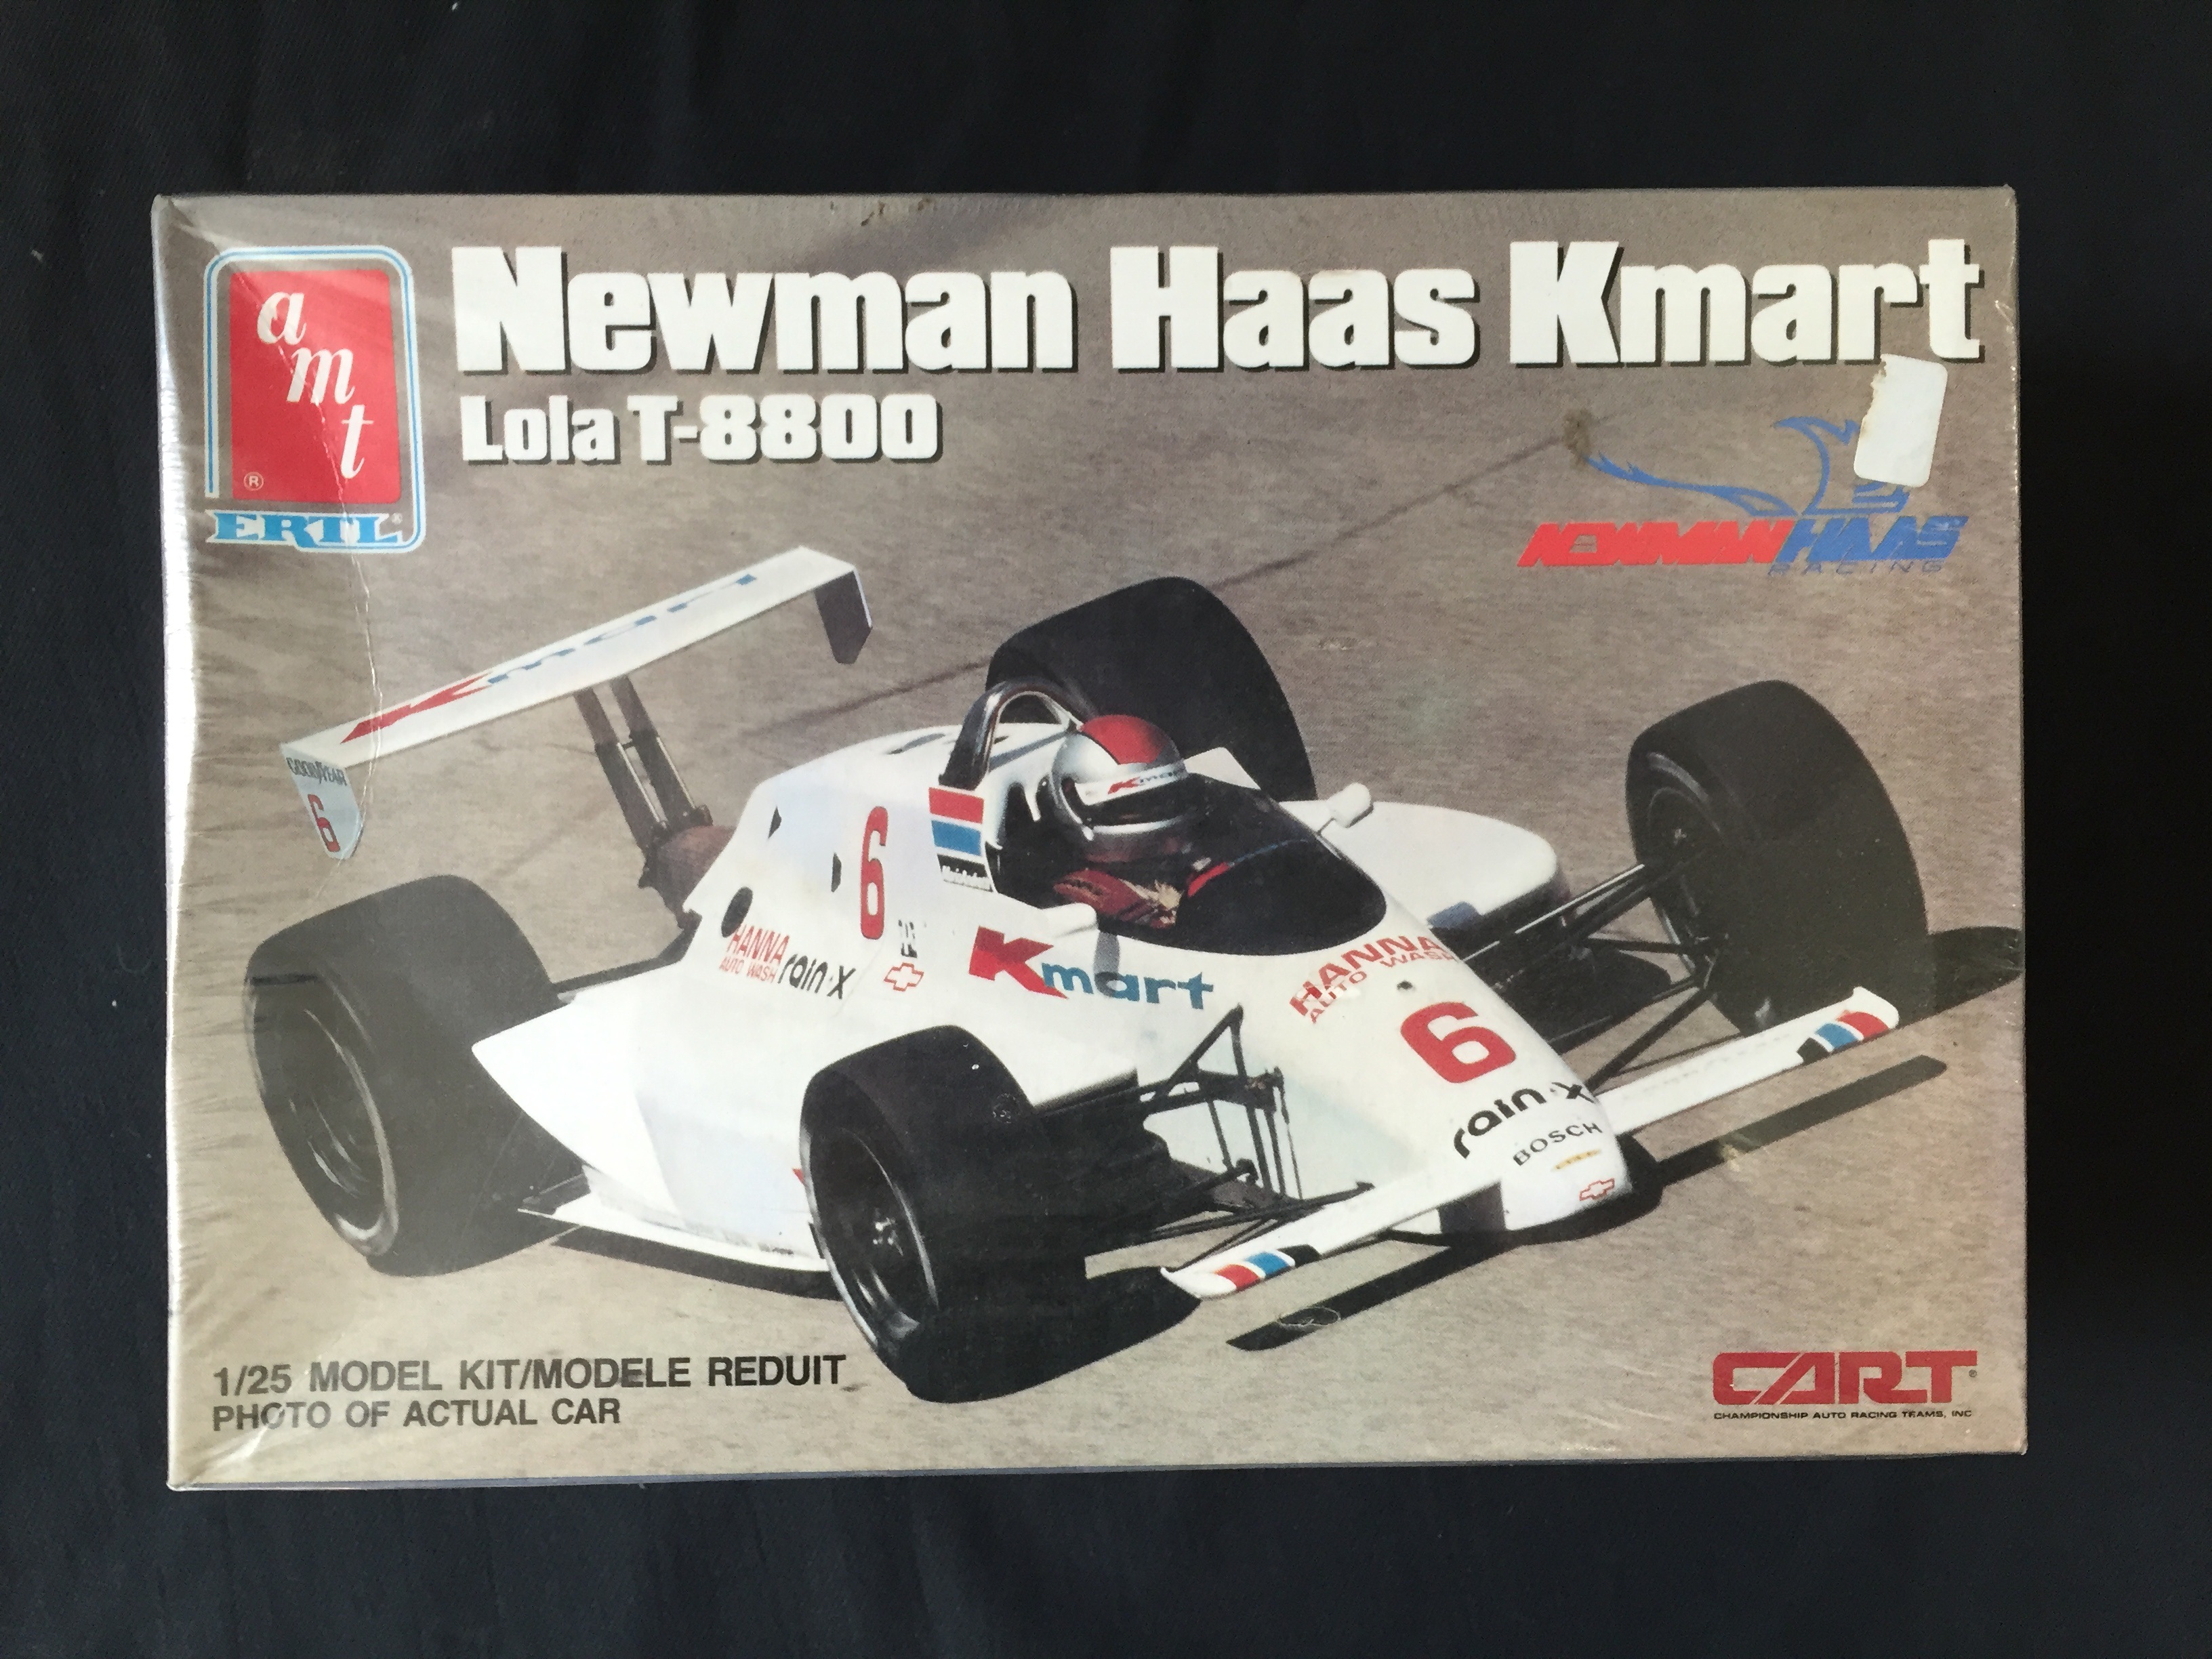 Newman Haas Kmart
Lola T-8800
a
m
t
®
ERTL®
NEWMAN HAAS
RACING
Kmart
GOODYEAR
6
Kmart
6
HANNA
AUTO WASH
rain·x
Kmart
HANNA
AUTO WASH
6
rain·x
BOSCH
1/25 MODEL KIT/MODELE REDUIT
PHOTO OF ACTUAL CAR
CART®
CHAMPIONSHIP AUTO RACING TEAMS, INC